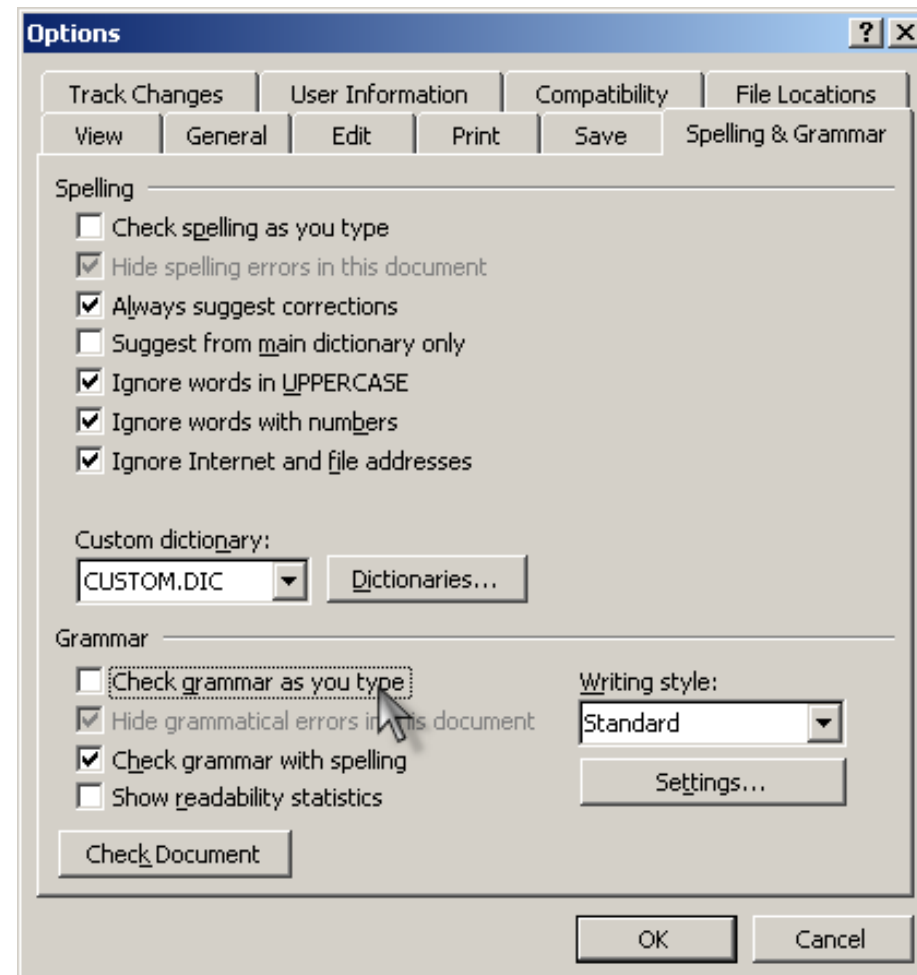 Options
Track Changes User Information Compatibility File Locations
View General Edit Print Save Spelling & Grammar
Spelling
Check spelling as you type
Hide spelling errors in this document
Always suggest corrections
Suggest from main dictionary only
Ignore words in UPPERCASE
Ignore words with numbers
Ignore Internet and file addresses
Custom dictionary:
CUSTOM.DIC Dictionaries...
Grammar
Check grammar as you type Writing style:
Hide grammatical errors in this document Standard
Check grammar with spelling Settings...
Show readability statistics
Check Document
OK Cancel